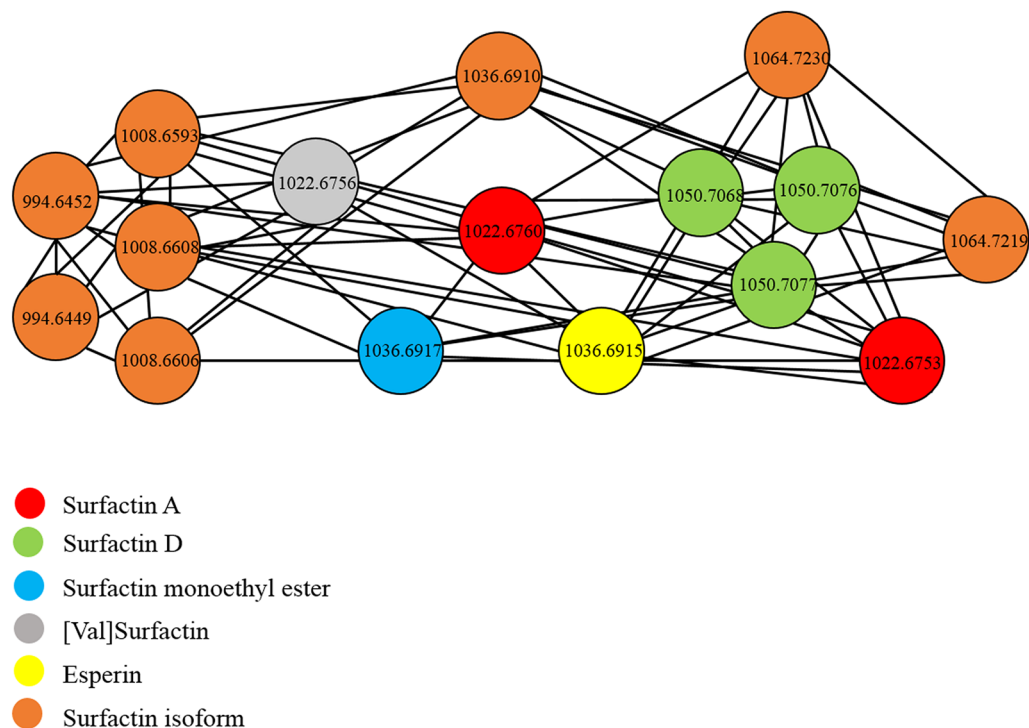 1064.7230
1036.6910
1008.6593
1022.6756
1050.7068
1050.7076
994.6452
1022.6760
1064.7219
1008.6608
1050.7077
994.6449
1036.6917
1036.6915
1008.6606
1022.6753
Surfactin A
Surfactin D
Surfactin monoethyl ester
[Val]Surfactin
Esperin
Surfactin isoform